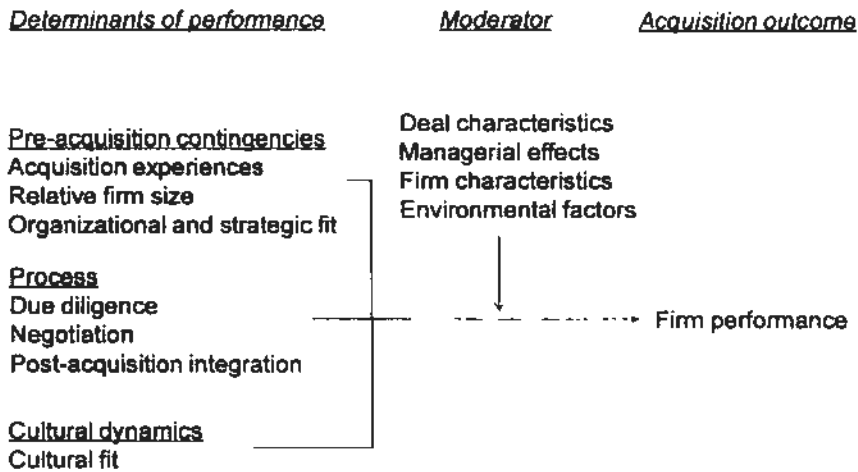 Determinants of performance
Moderator
Acquisition outcome
Pre-acquisition contingencies
Acquisition experiences
Relative firm size
Organizational and strategic fit
Deal characteristics
Managerial effects
Firm characteristics
Environmental factors
Process
Due diligence
Negotiation
Post-acquisition integration
Firm performance
Cultural dynamics
Cultural fit